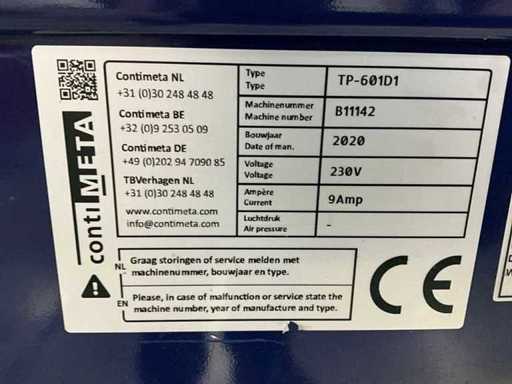 contiMETA
Contimeta NL
+31 (0)30 248 48 48
Contimeta BE
+32 (0)9 253 05 09
Contimeta DE
+49 (0)202 94 7090 85
TBVerhagen NL
+31 (0)30 248 48 48
www.contimeta.com
info@contimeta.com
Type TP-601D1
Type
Machinenummer B11142
Machine number
Bouwjaar 2020
Date of man.
Voltage 230V
Voltage
Ampère 9Amp
Current
Luchtdruk -
Air pressure
NL Graag storingen of service melden met
machinenummer, bouwjaar en type.
EN Please, in case of malfunction or service state the
machine number, year of manufacture and type.
CE